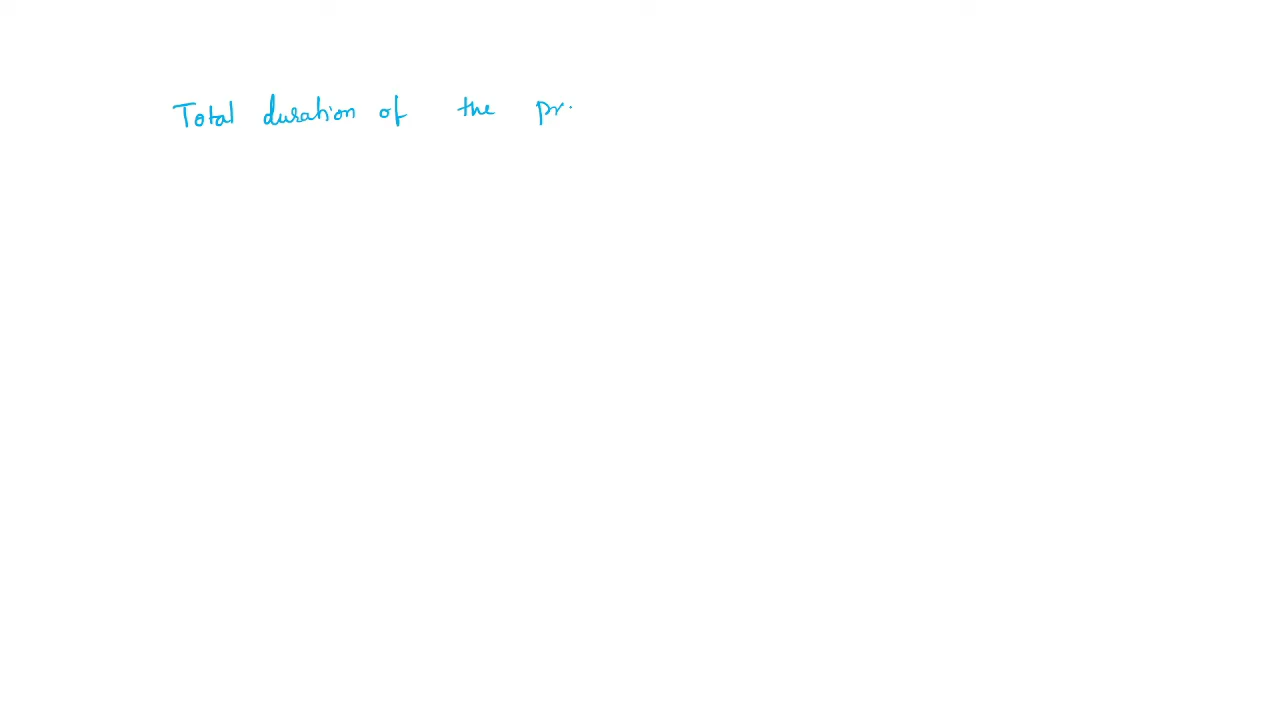 Total duration of the pr.